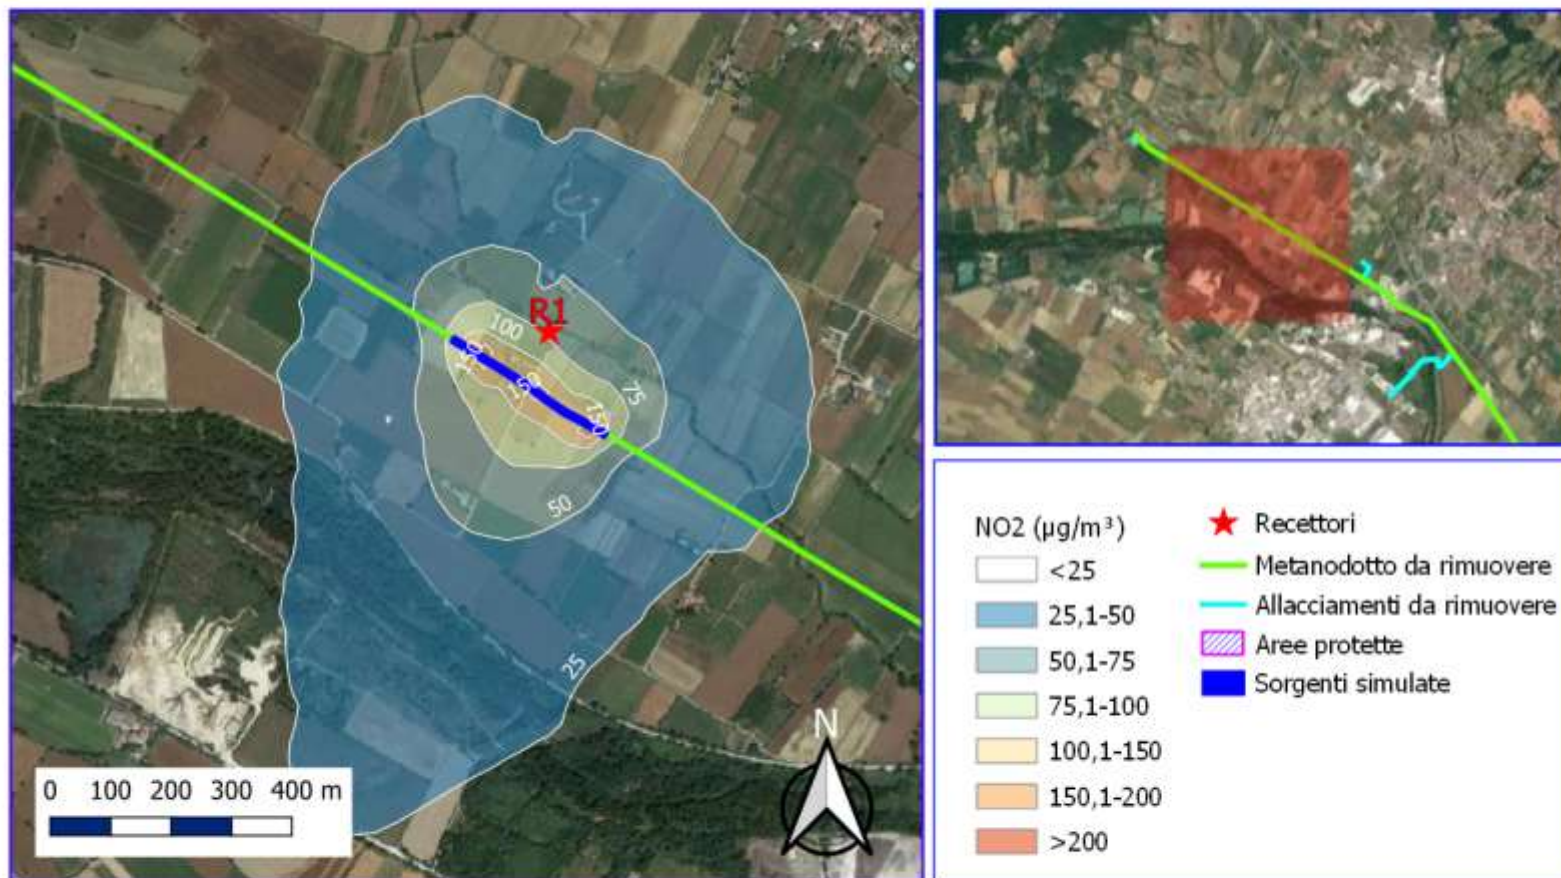 R1
100
75
150
50
25
N
0 100 200 300 400 m
NO2 (µg/m³)
<25
25,1-50
50,1-75
75,1-100
100,1-150
150,1-200
>200
Recettori
Metanodotto da rimuovere
Allacciamenti da rimuovere
Aree protette
Sorgenti simulate